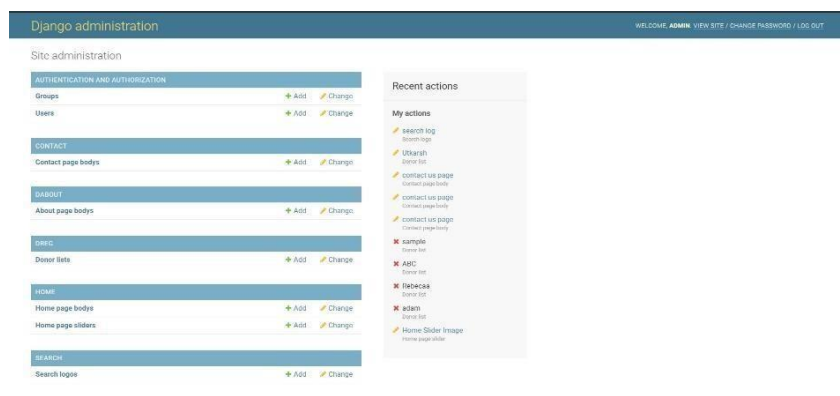 Django administration
WELCOME, ADMIN. VIEW SITE / CHANGE PASSWORD / LOG OUT
Site administration
AUTHENTICATION AND AUTHORIZATION
Groups + Add Change
Users + Add Change
CONTACT
Contact page bodys + Add Change
DABOUT
About page bodys + Add Change
DREG
Donor lists + Add Change
HOME
Home page bodys + Add Change
Home page sliders + Add Change
SEARCH
Search logos + Add Change
Recent actions
My actions
search log
Search logo
Utkarsh
Donor list
contact us page
Contact page body
contact us page
Contact page body
contact us page
Contact page body
sample
Donor list
ABC
Donor list
Rebecaa
Donor list
adam
Donor list
Home Slider Image
Home page slider